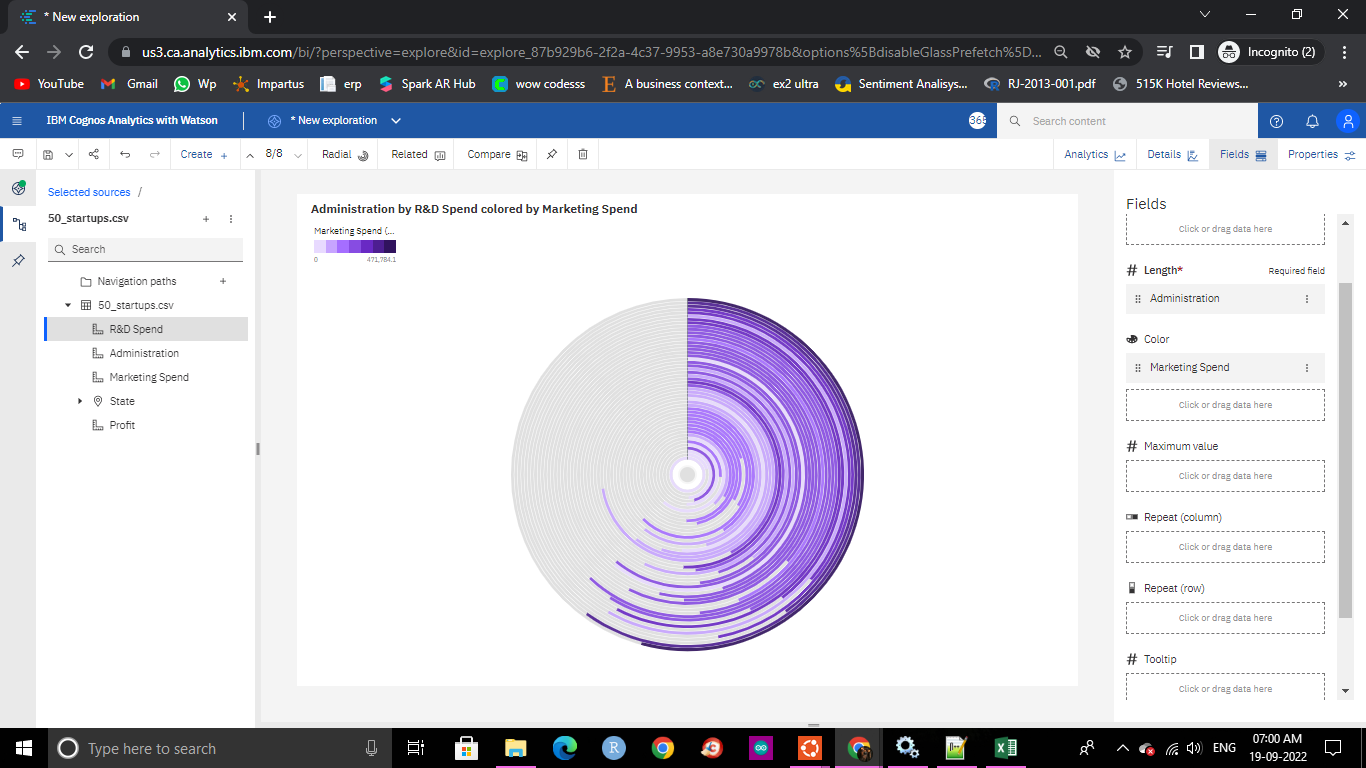 * New exploration
us3.ca.analytics.ibm.com/bi/?perspective=explore&id=explore_87b929b6-2f2a-4c37-9953-a8e730a9978b&options%5BdisableGlassPrefetch%5D...
Incognito (2)
YouTube
Gmail
Wp
Impartus
erp
Spark AR Hub
wow codesss
A business context...
ex2 ultra
Sentiment Analisys...
RJ-2013-001.pdf
515K Hotel Reviews...
»
IBM Cognos Analytics with Watson
* New exploration
365
Search content
Create +
8/8
Radial
Related
Compare
Analytics
Details
Fields
Properties
Selected sources /
50_startups.csv
Search
Navigation paths
50_startups.csv
R&D Spend
Administration
Marketing Spend
State
Profit
Administration by R&D Spend colored by Marketing Spend
Marketing Spend (...
0 471,784.1
Fields
Click or drag data here
# Length* Required field
Administration
Color
Marketing Spend
Click or drag data here
# Maximum value
Click or drag data here
Repeat (column)
Click or drag data here
Repeat (row)
Click or drag data here
# Tooltip
Click or drag data here
Type here to search
ENG
07:00 AM
19-09-2022